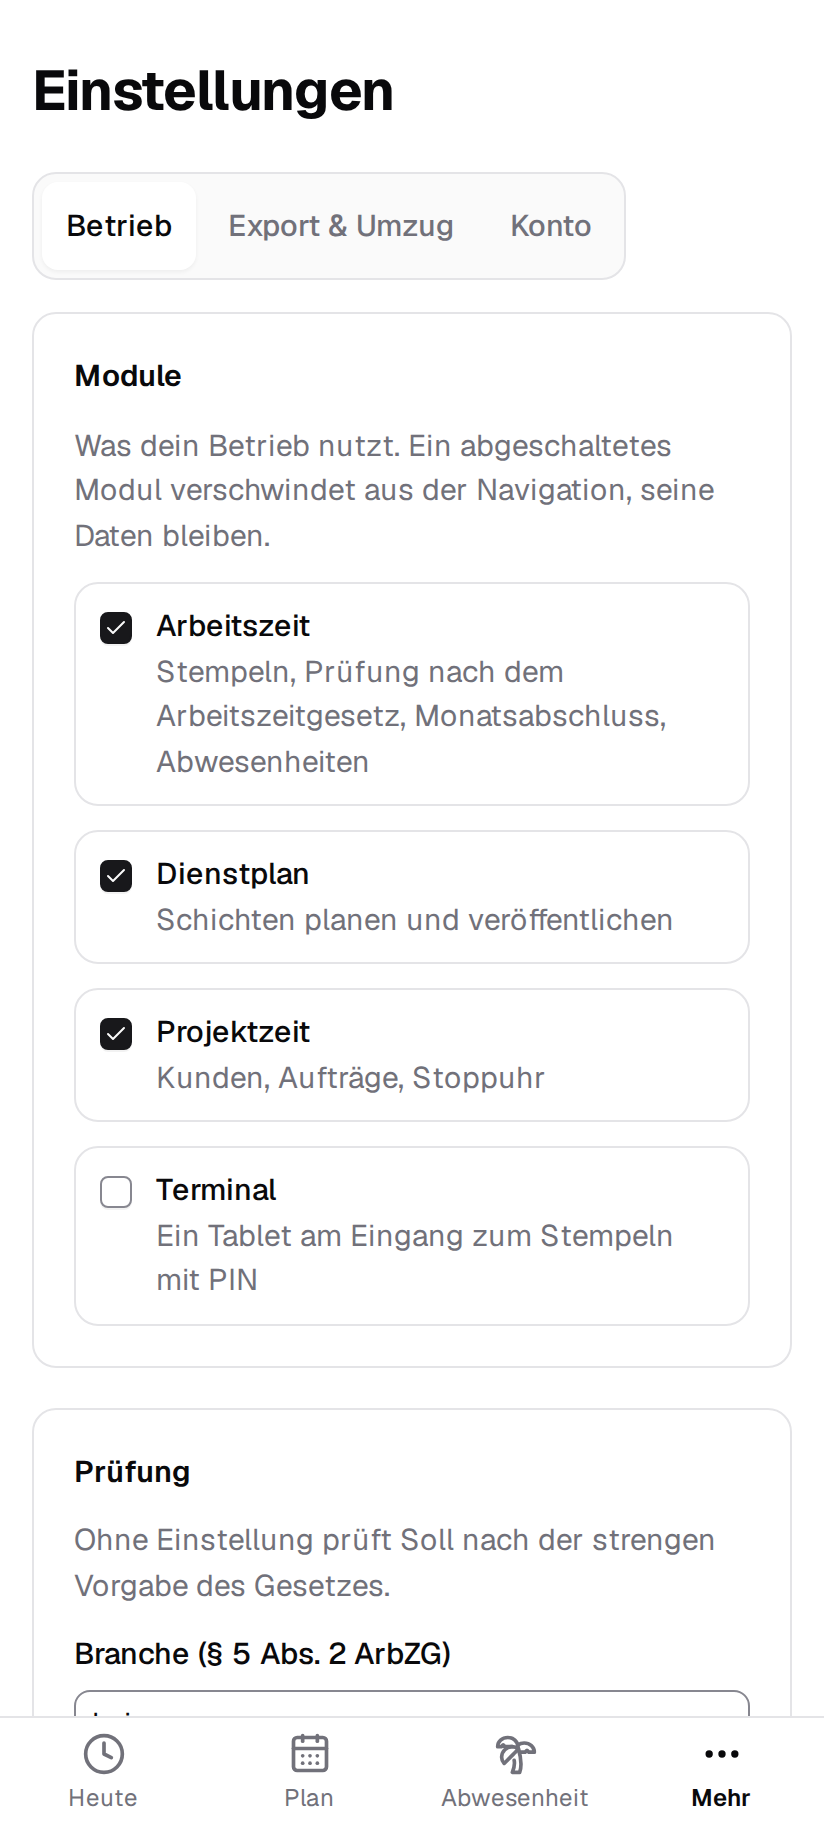 Einstellungen
Betrieb
Export & Umzug
Konto
Module
Was dein Betrieb nutzt. Ein abgeschaltetes
Modul verschwindet aus der Navigation, seine
Daten bleiben.
Arbeitszeit
Stempeln, Prüfung nach dem
Arbeitszeitgesetz, Monatsabschluss,
Abwesenheiten
Dienstplan
Schichten planen und veröffentlichen
Projektzeit
Kunden, Aufträge, Stoppuhr
Terminal
Ein Tablet am Eingang zum Stempeln
mit PIN
Prüfung
Ohne Einstellung prüft Soll nach der strengen
Vorgabe des Gesetzes.
Branche (§ 5 Abs. 2 ArbZG)
Heute
Plan
Abwesenheit
Mehr